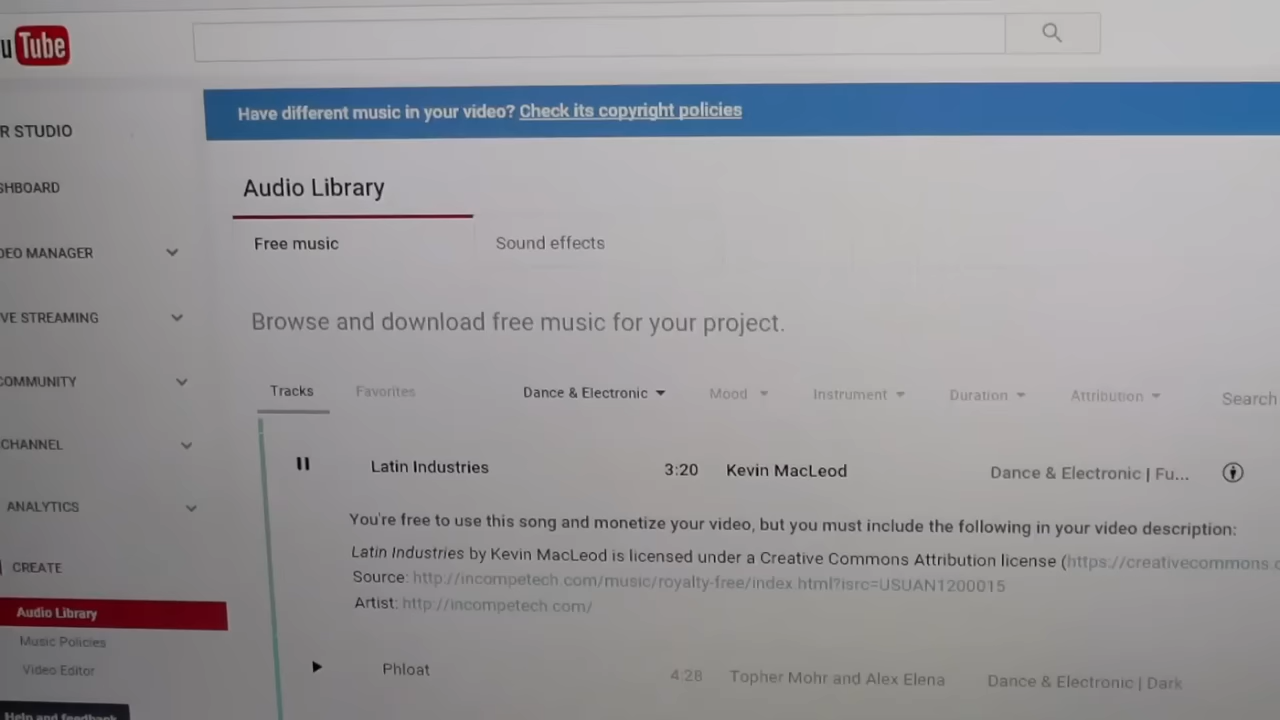 uTube
Have different music in your video? Check its copyright policies
R STUDIO
Audio Library
SHBOARD
Free music
Sound effects
DEO MANAGER
VE STREAMING
Browse and download free music for your project.
COMMUNITY
Tracks
Favorites
Dance & Electronic
Mood
Instrument
Duration
Attribution
Search
CHANNEL
Latin Industries
3:20
Kevin MacLeod
Dance & Electronic | Fu...
ANALYTICS
You're free to use this song and monetize your video, but you must include the following in your video description:
Latin Industries by Kevin MacLeod is licensed under a Creative Commons Attribution license (https://creativecommons.
CREATE
Source: http://incompetech.com/music/royalty-free/index.html?isrc=USUAN1200015
Artist: http://incompetech.com/
Audio Library
Music Policies
Video Editor
Phloat
4:28
Topher Mohr and Alex Elena
Dance & Electronic | Dark
Help and feedback